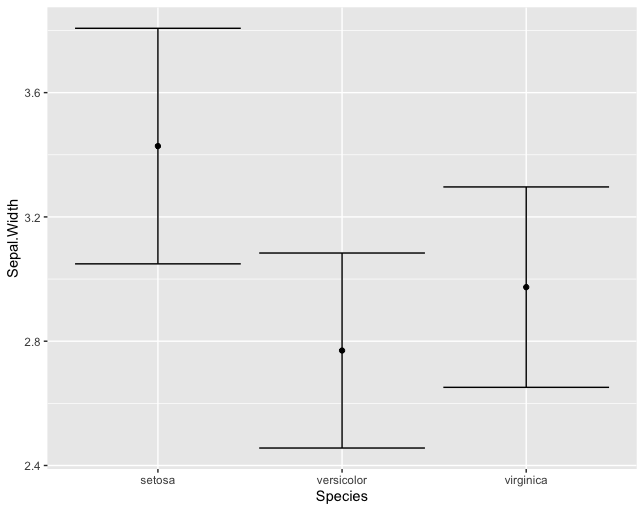 Sepal.Width
3.6
3.2
2.8
2.4
setosa
versicolor
virginica
Species